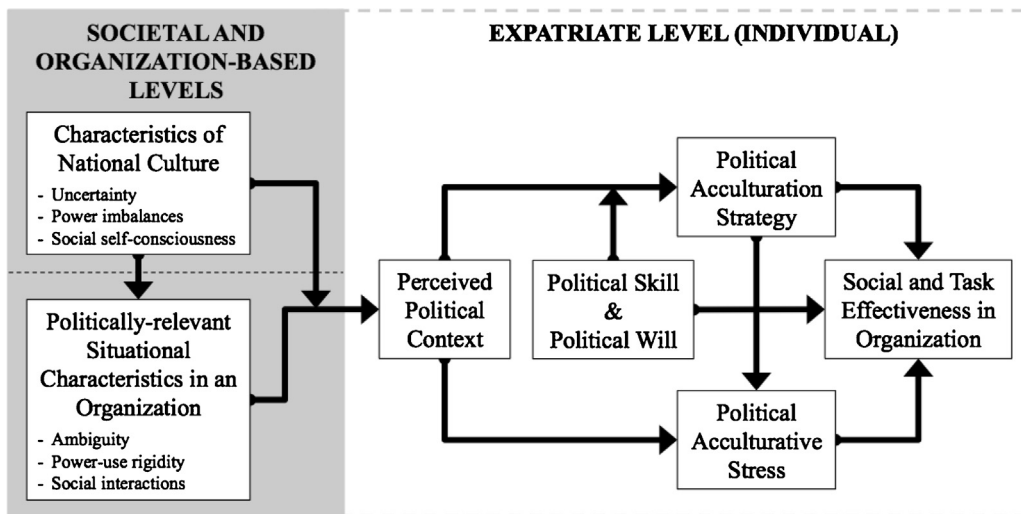 SOCIETAL AND
ORGANIZATION-BASED
LEVELS
Characteristics of
National Culture
- Uncertainty
- Power imbalances
- Social self-consciousness
Politically-relevant
Situational
Characteristics in an
Organization
- Ambiguity
- Power-use rigidity
- Social interactions
EXPATRIATE LEVEL (INDIVIDUAL)
Perceived
Political
Context
Political Skill
&
Political Will
Political
Acculturation
Strategy
Political
Acculturative
Stress
Social and Task
Effectiveness in
Organization